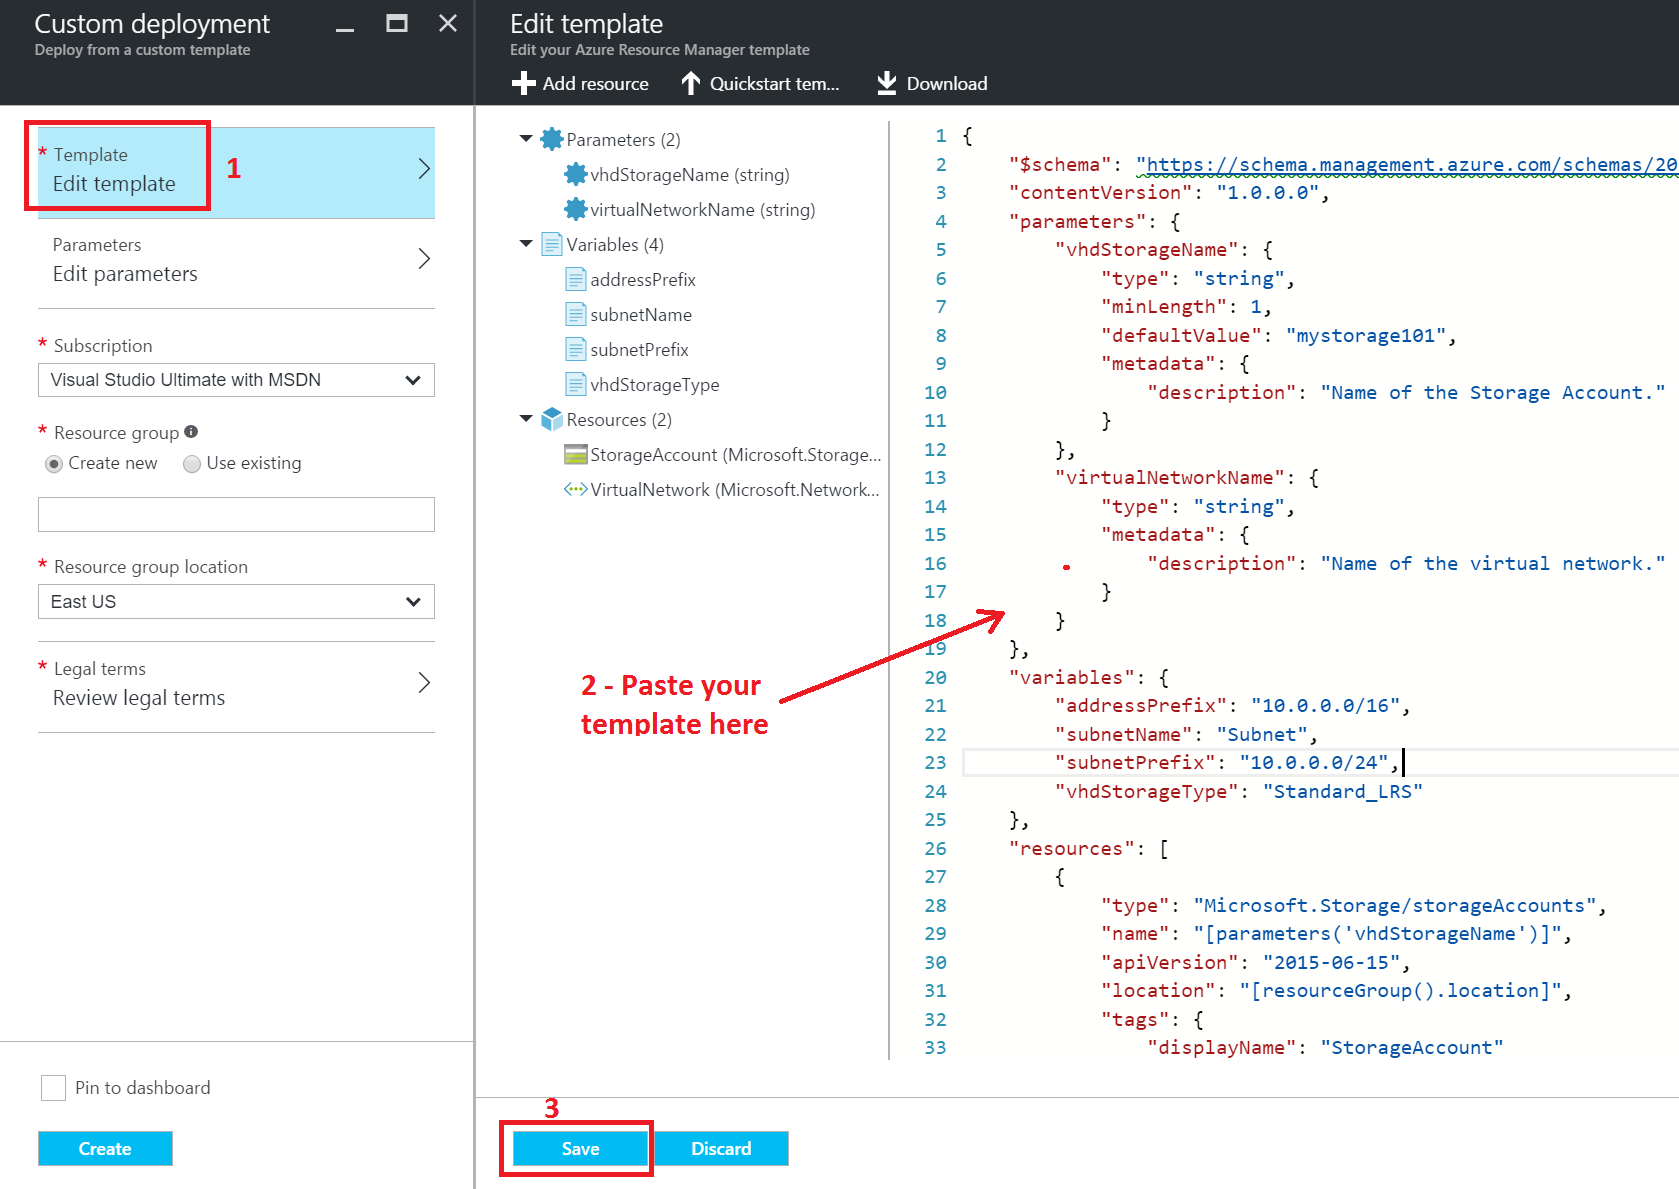 Custom deployment
Deploy from a custom template
* Template
Edit template
1
Parameters
Edit parameters
* Subscription
Visual Studio Ultimate with MSDN
* Resource group
Create new
Use existing
* Resource group location
East US
* Legal terms
Review legal terms
Pin to dashboard
Create
Edit template
Edit your Azure Resource Manager template
Add resource
Quickstart tem...
Download
Parameters (2)
vhdStorageName (string)
virtualNetworkName (string)
Variables (4)
addressPrefix
subnetName
subnetPrefix
vhdStorageType
Resources (2)
StorageAccount (Microsoft.Storage...
VirtualNetwork (Microsoft.Network...
2 - Paste your
template here
1 {
2 "$schema": "https://schema.management.azure.com/schemas/20
3 "contentVersion": "1.0.0.0",
4 "parameters": {
5 "vhdStorageName": {
6 "type": "string",
7 "minLength": 1,
8 "defaultValue": "mystorage101",
9 "metadata": {
10 "description": "Name of the Storage Account."
11 }
12 },
13 "virtualNetworkName": {
14 "type": "string",
15 "metadata": {
16 "description": "Name of the virtual network."
17 }
18 }
19 },
20 "variables": {
21 "addressPrefix": "10.0.0.0/16",
22 "subnetName": "Subnet",
23 "subnetPrefix": "10.0.0.0/24",
24 "vhdStorageType": "Standard_LRS"
25 },
26 "resources": [
27 {
28 "type": "Microsoft.Storage/storageAccounts",
29 "name": "[parameters('vhdStorageName')]",
30 "apiVersion": "2015-06-15",
31 "location": "[resourceGroup().location]",
32 "tags": {
33 "displayName": "StorageAccount"
3
Save
Discard